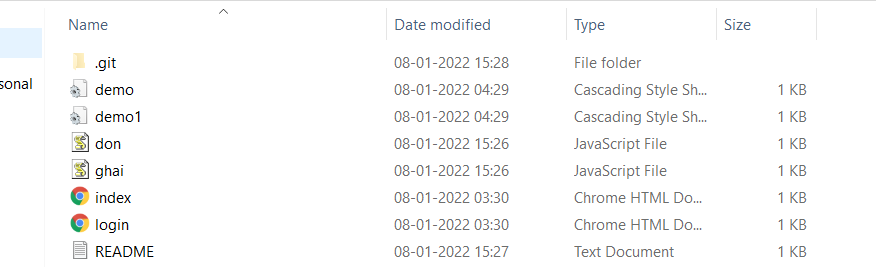 Name Date modified Type Size
.git 08-01-2022 15:28 File folder
sonal demo 08-01-2022 04:29 Cascading Style Sh... 1 KB
demo1 08-01-2022 04:29 Cascading Style Sh... 1 KB
don 08-01-2022 15:26 JavaScript File 1 KB
ghai 08-01-2022 15:26 JavaScript File 1 KB
index 08-01-2022 03:30 Chrome HTML Do... 1 KB
login 08-01-2022 03:30 Chrome HTML Do... 1 KB
README 08-01-2022 15:27 Text Document 1 KB